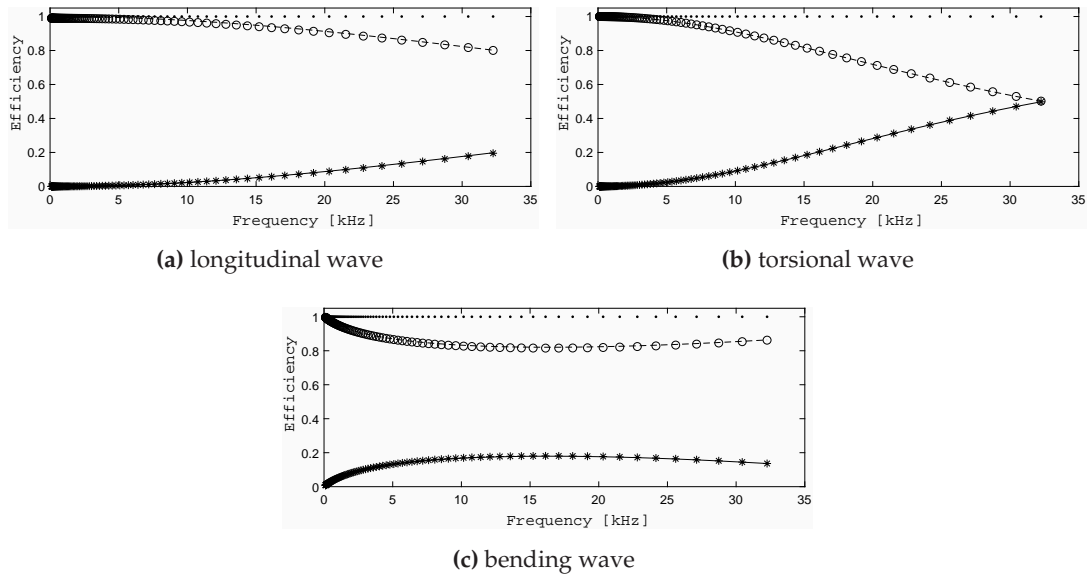 1
0.8
0.6
0.4
0.2
0
Efficiency
0 5 10 15 20 25 30 35
Frequency [kHz]
(a) longitudinal wave
1
0.8
0.6
0.4
0.2
0
Efficiency
0 5 10 15 20 25 30 35
Frequency [kHz]
(b) torsional wave
1
0.8
0.6
0.4
0.2
0
Efficiency
0 5 10 15 20 25 30 35
Frequency [kHz]
(c) bending wave